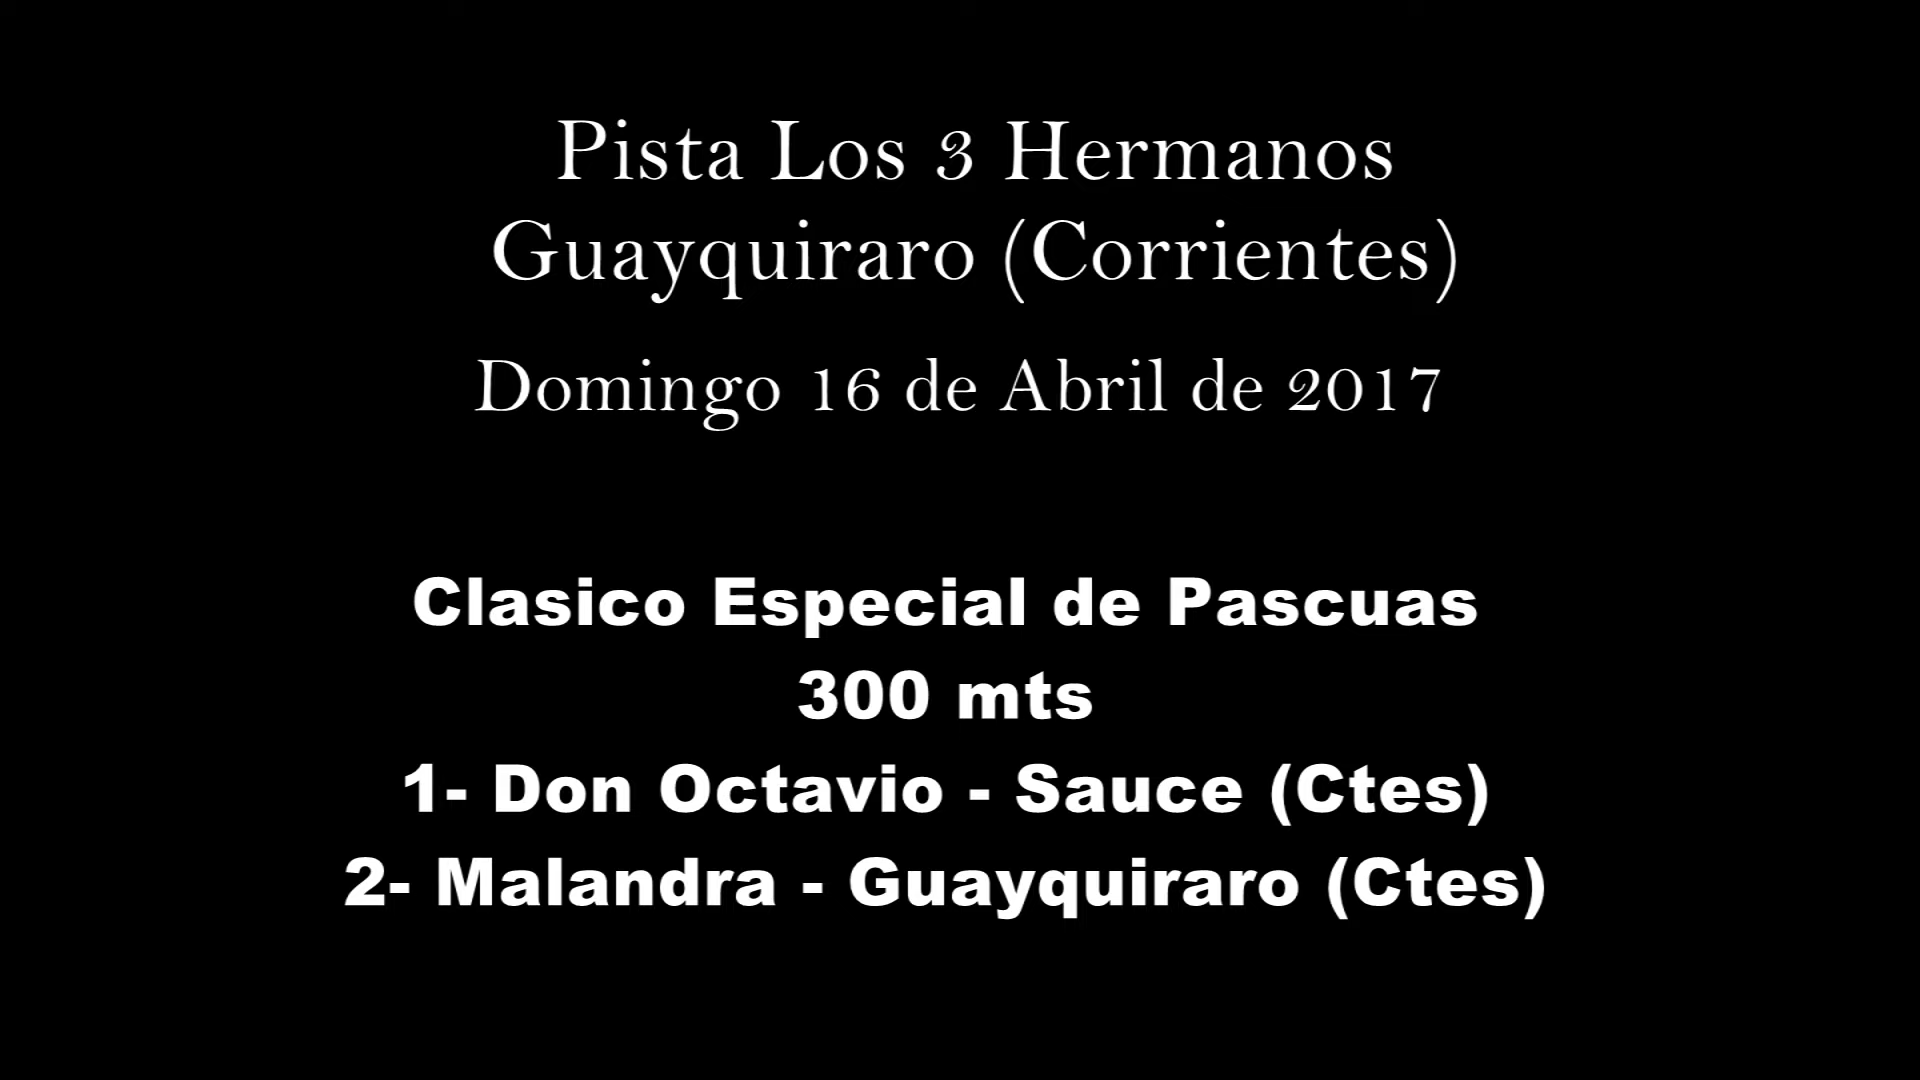 Pista Los 3 Hermanos
Guayquiraro (Corrientes)
Domingo 16 de Abril de 2017
Clasico Especial de Pascuas
300 mts
1- Don Octavio - Sauce (Ctes)
2- Malandra - Guayquiraro (Ctes)